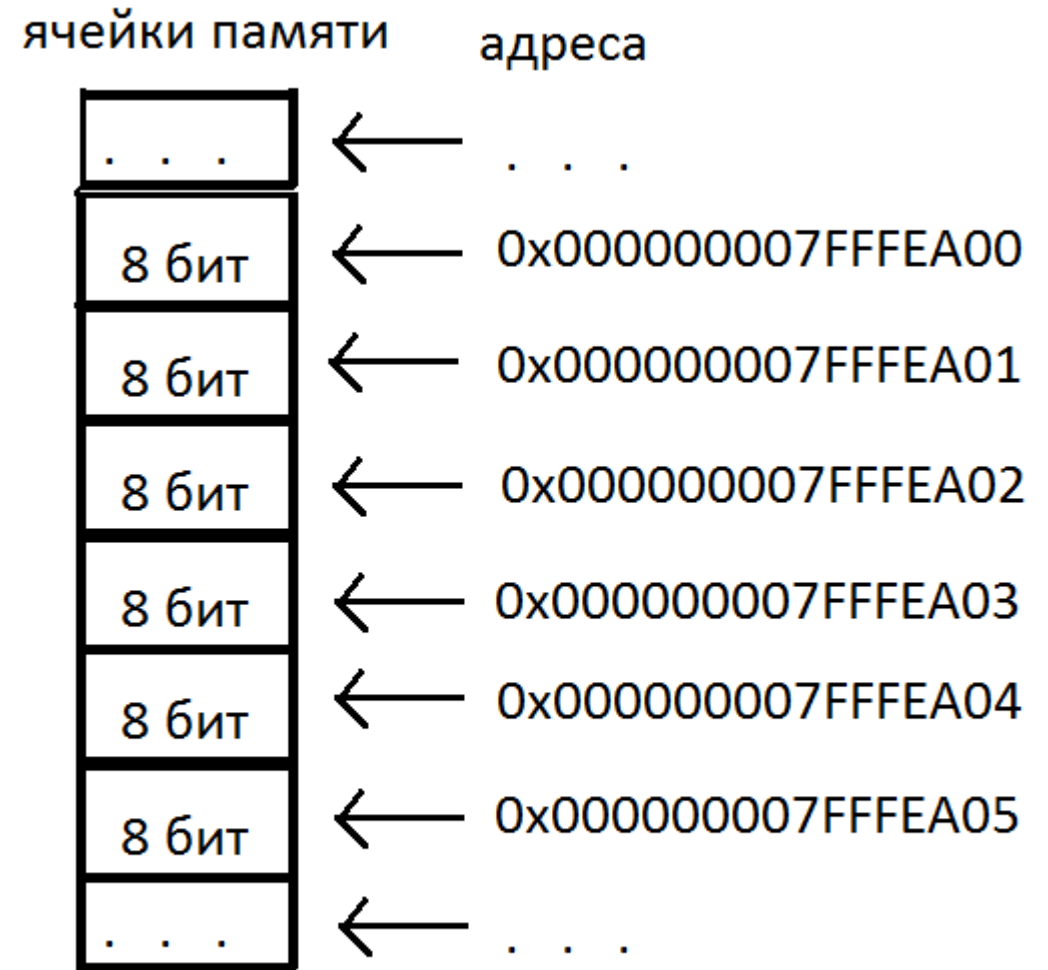 ячейки памяти адреса
. . . . . .
8 бит 0x000000007FFFEA00
8 бит 0x000000007FFFEA01
8 бит 0x000000007FFFEA02
8 бит 0x000000007FFFEA03
8 бит 0x000000007FFFEA04
8 бит 0x000000007FFFEA05
. . . . . .